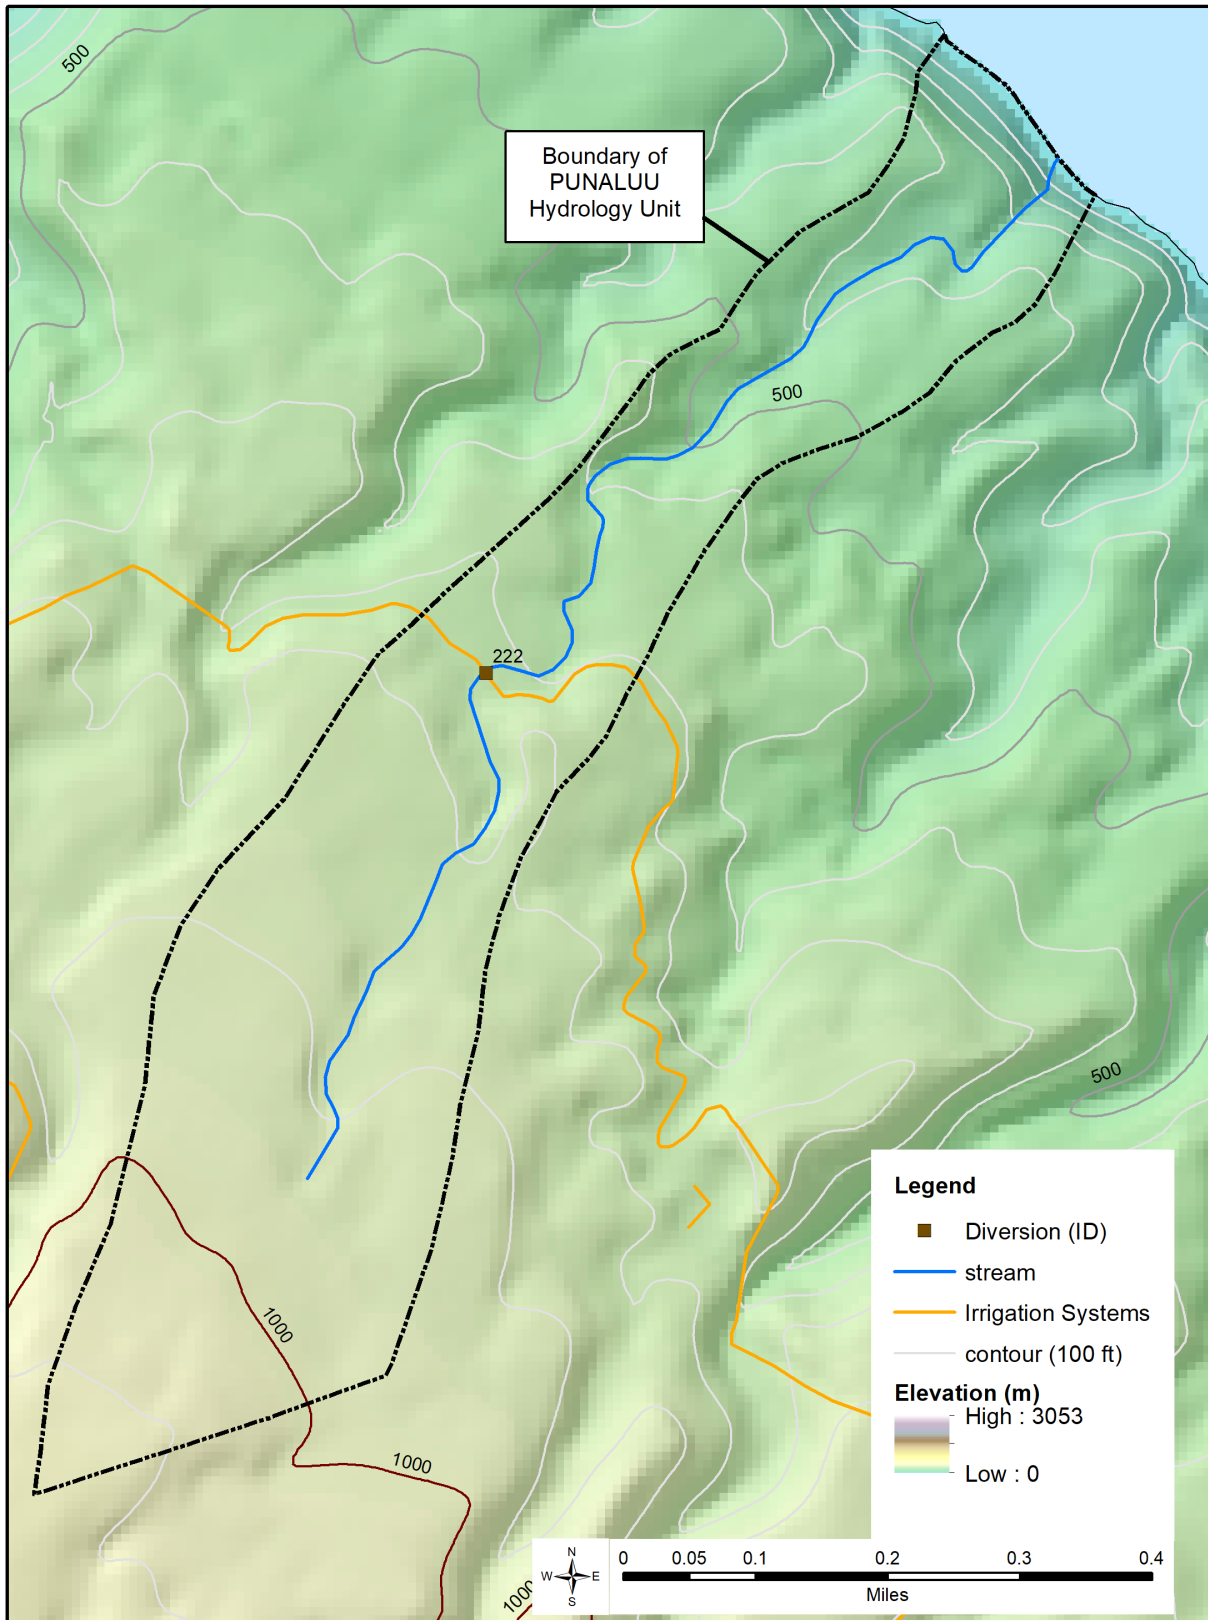 500
Boundary of
PUNALUU
Hydrology Unit
500
222
500
Legend
Diversion (ID)
stream
Irrigation Systems
contour (100 ft)
Elevation (m)
High : 3053
Low : 0
1000
1000
1000
N
W E
S
0 0.05 0.1 0.2 0.3 0.4
Miles